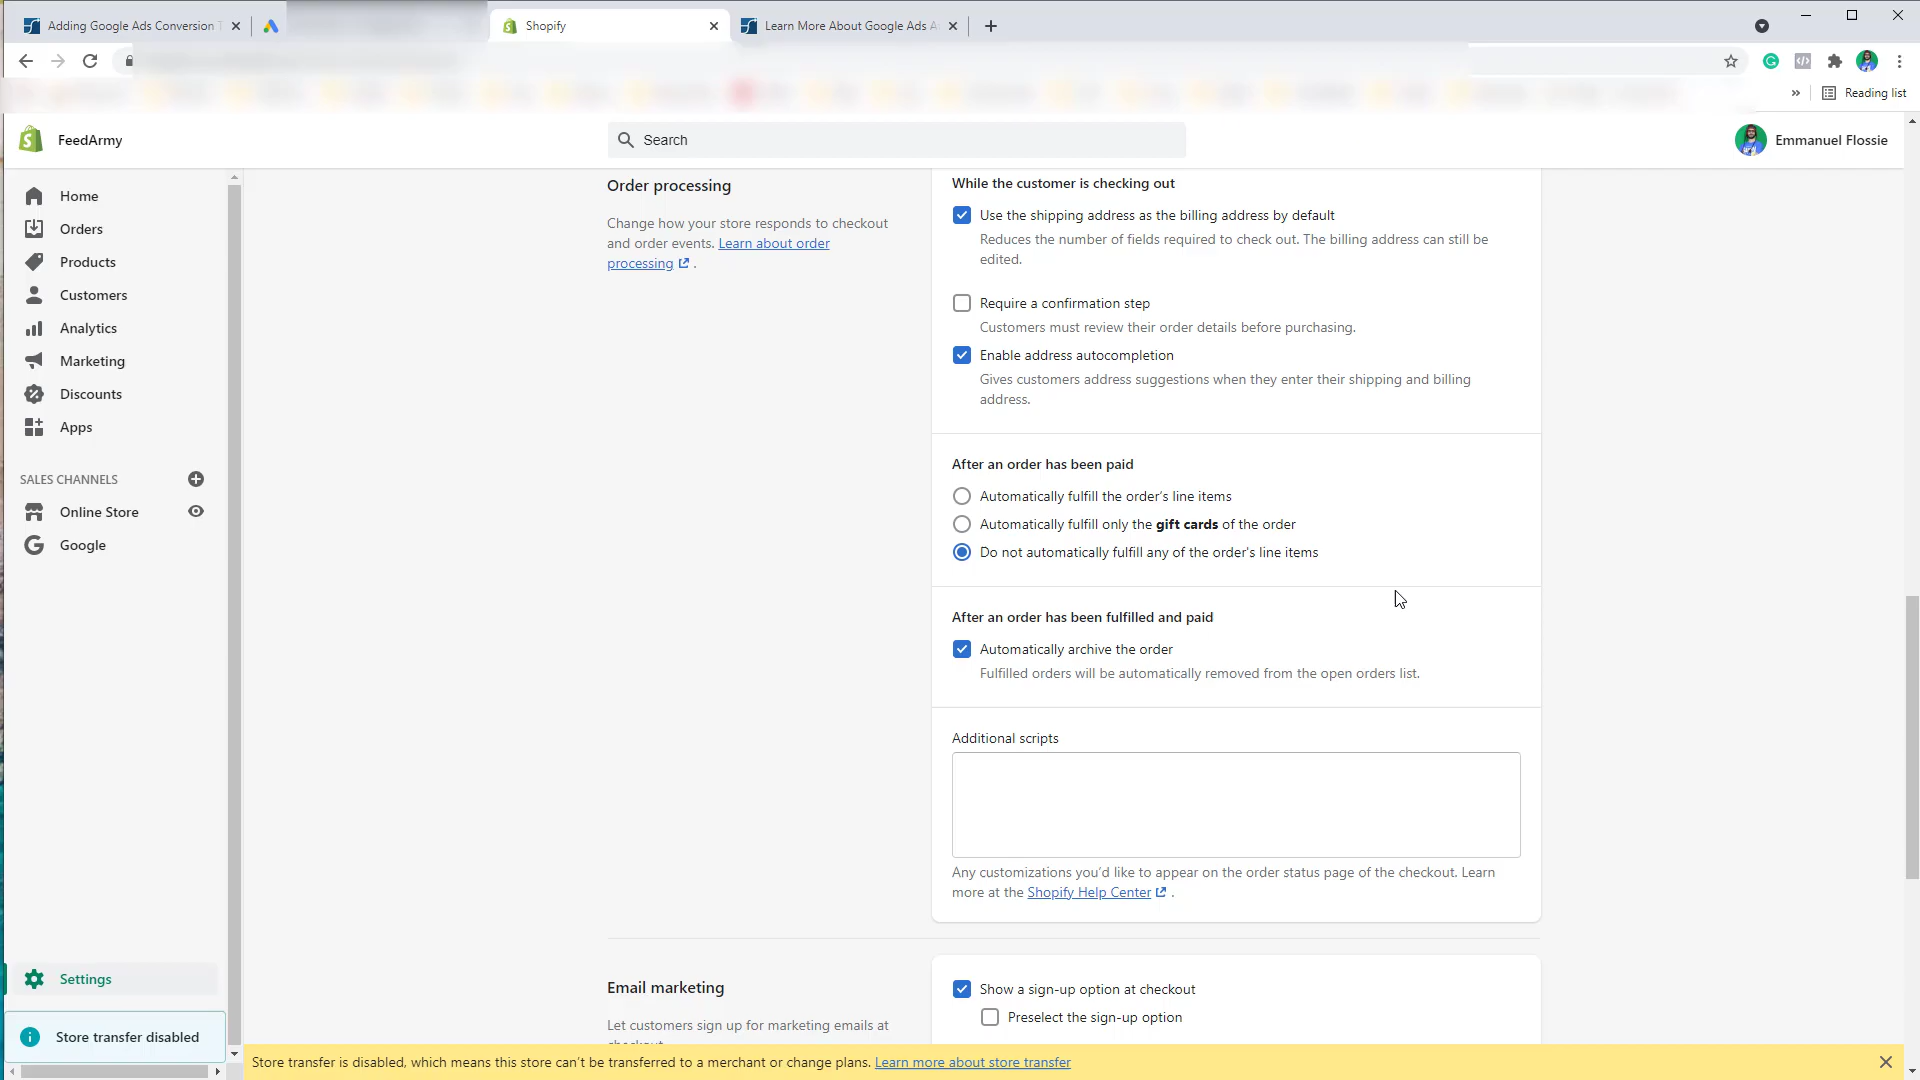 Adding Google Ads Conversion T
Shopify
Learn More About Google Ads A
Reading list
FeedArmy
Search
Emmanuel Flossie
Home
Orders
Products
Customers
Analytics
Marketing
Discounts
Apps
SALES CHANNELS
Online Store
Google
Settings
Store transfer disabled
Order processing
Change how your store responds to checkout
and order events. Learn about order
processing .
While the customer is checking out
Use the shipping address as the billing address by default
Reduces the number of fields required to check out. The billing address can still be
edited.
Require a confirmation step
Customers must review their order details before purchasing.
Enable address autocompletion
Gives customers address suggestions when they enter their shipping and billing
address.
After an order has been paid
Automatically fulfill the order’s line items
Automatically fulfill only the gift cards of the order
Do not automatically fulfill any of the order’s line items
After an order has been fulfilled and paid
Automatically archive the order
Fulfilled orders will be automatically removed from the open orders list.
Additional scripts
Any customizations you’d like to appear on the order status page of the checkout. Learn
more at the Shopify Help Center .
Email marketing
Let customers sign up for marketing emails at
checkout.
Show a sign-up option at checkout
Preselect the sign-up option
Store transfer is disabled, which means this store can’t be transferred to a merchant or change plans. Learn more about store transfer